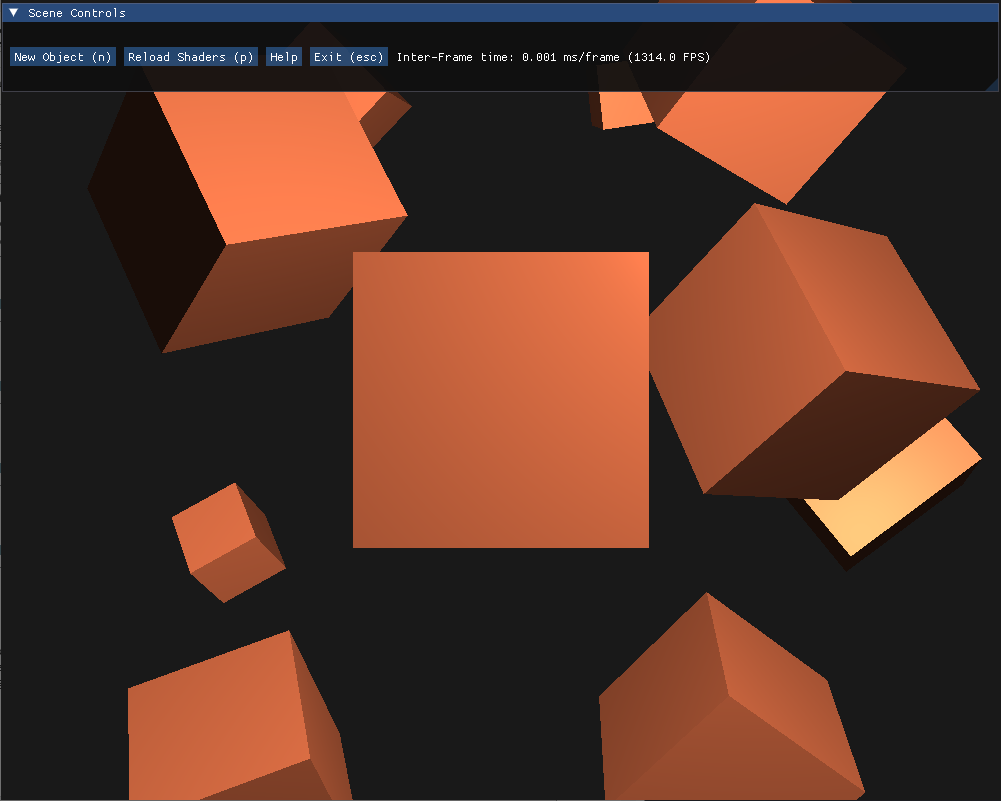 Scene Controls
New Object (n) Reload Shaders (p) Help Exit (esc) Inter-Frame time: 0.001 ms/frame (1314.0 FPS)